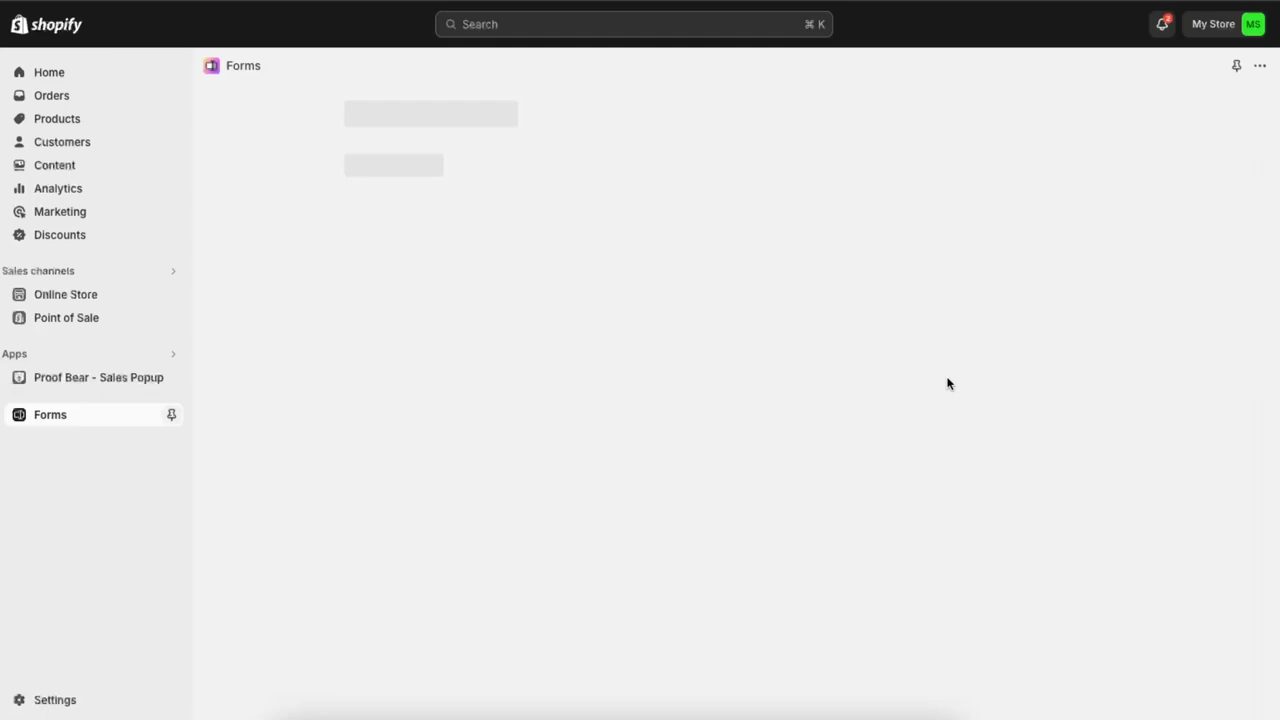 shopify
Search
⌘ K
2
My Store
MS
Home
Orders
Products
Customers
Content
Analytics
Marketing
Discounts
Sales channels
Online Store
Point of Sale
Apps
Proof Bear - Sales Popup
Forms
Settings
Forms